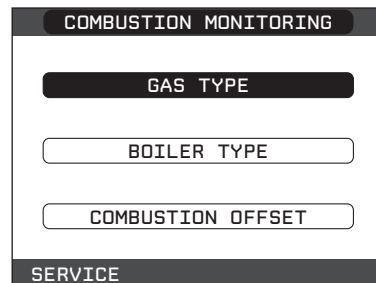 COMBUSTION MONITORING
GAS TYPE
BOILER TYPE
COMBUSTION OFFSET
SERVICE